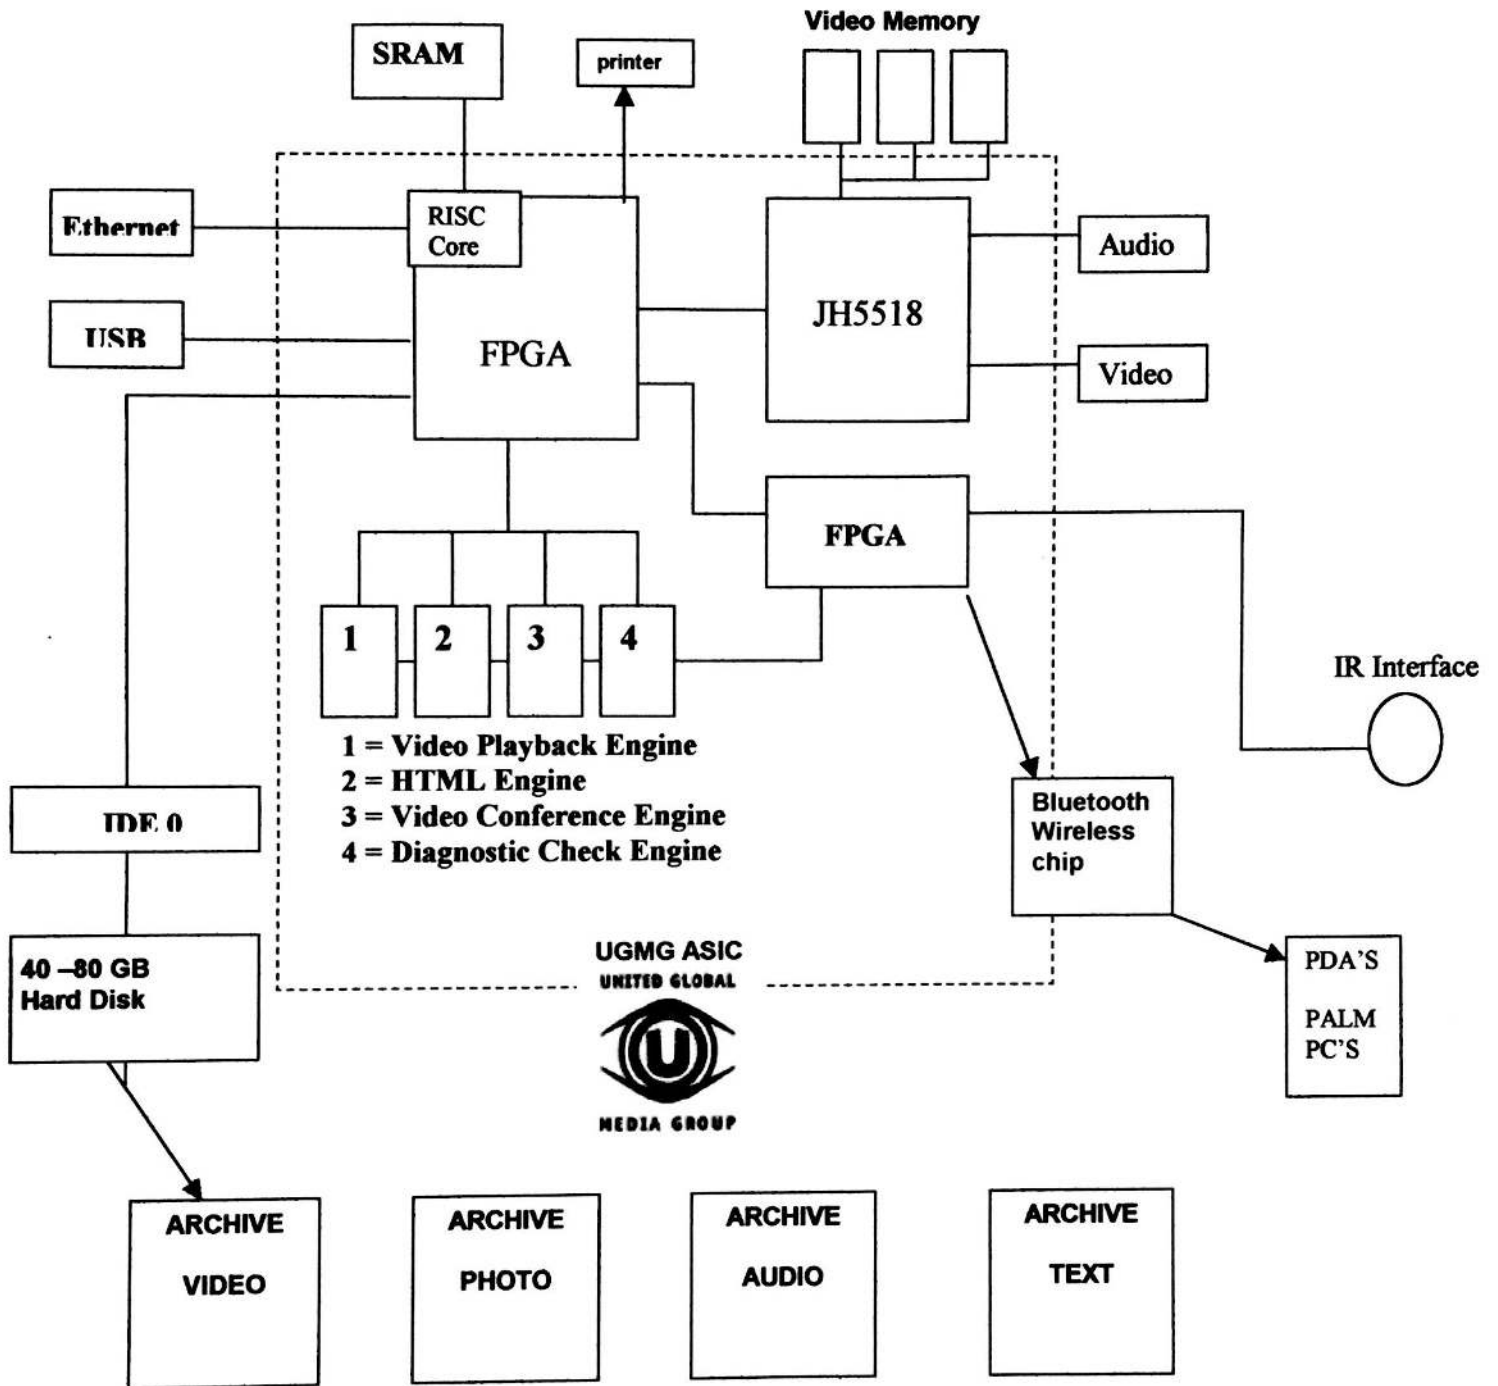 Video Memory
SRAM
printer
Ethernet
RISC
Core
Audio
JH5518
USB
FPGA
Video
FPGA
1
2
3
4
IR Interface
1 = Video Playback Engine
2 = HTML Engine
3 = Video Conference Engine
4 = Diagnostic Check Engine
Bluetooth
Wireless
chip
IDE 0
40 –80 GB
Hard Disk
UGMG ASIC
UNITED GLOBAL
U
MEDIA GROUP
PDA'S
PALM
PC'S
ARCHIVE
VIDEO
ARCHIVE
PHOTO
ARCHIVE
AUDIO
ARCHIVE
TEXT